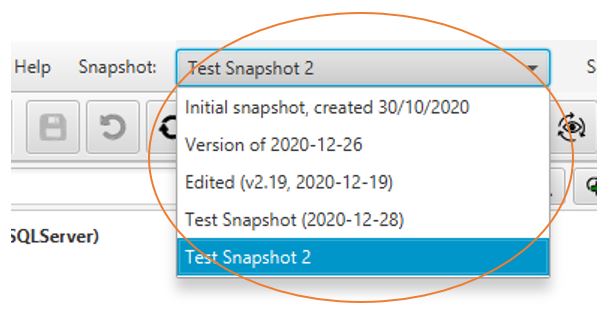 Help Snapshot: Test Snapshot 2 S
Initial snapshot, created 30/10/2020
Version of 2020-12-26
Edited (v2.19, 2020-12-19)
Test Snapshot (2020-12-28)
SQLServer)
Test Snapshot 2